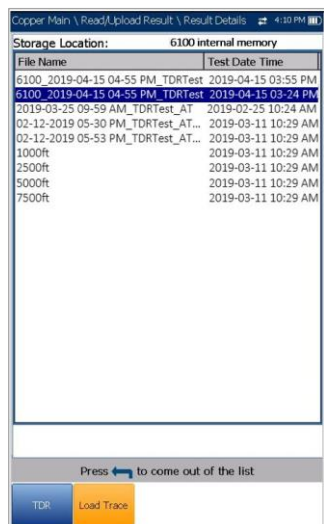 Copper Main \ Read/Upload Result \ Result Details 4:10 PM
Storage Location: 6100 internal memory
File Name Test Date Time
6100_2019-04-15 04-55 PM_TDRTest 2019-04-15 03:55 PM
6100_2019-04-15 04-55 PM_TDRTest 2019-04-15 03-24 PM
2019-03-25 09-59 AM_TDRTest_AT 2019-02-25 10:24 AM
02-12-2019 05-30 PM_TDRTest_AT... 2019-03-11 10:29 AM
02-12-2019 05-53 PM_TDRTest_AT... 2019-03-11 10:29 AM
1000ft 2019-03-11 10:29 AM
2500ft 2019-03-11 10:29 AM
5000ft 2019-03-11 10:29 AM
7500ft 2019-03-11 10:29 AM
Press to come out of the list
TDR Load Trace